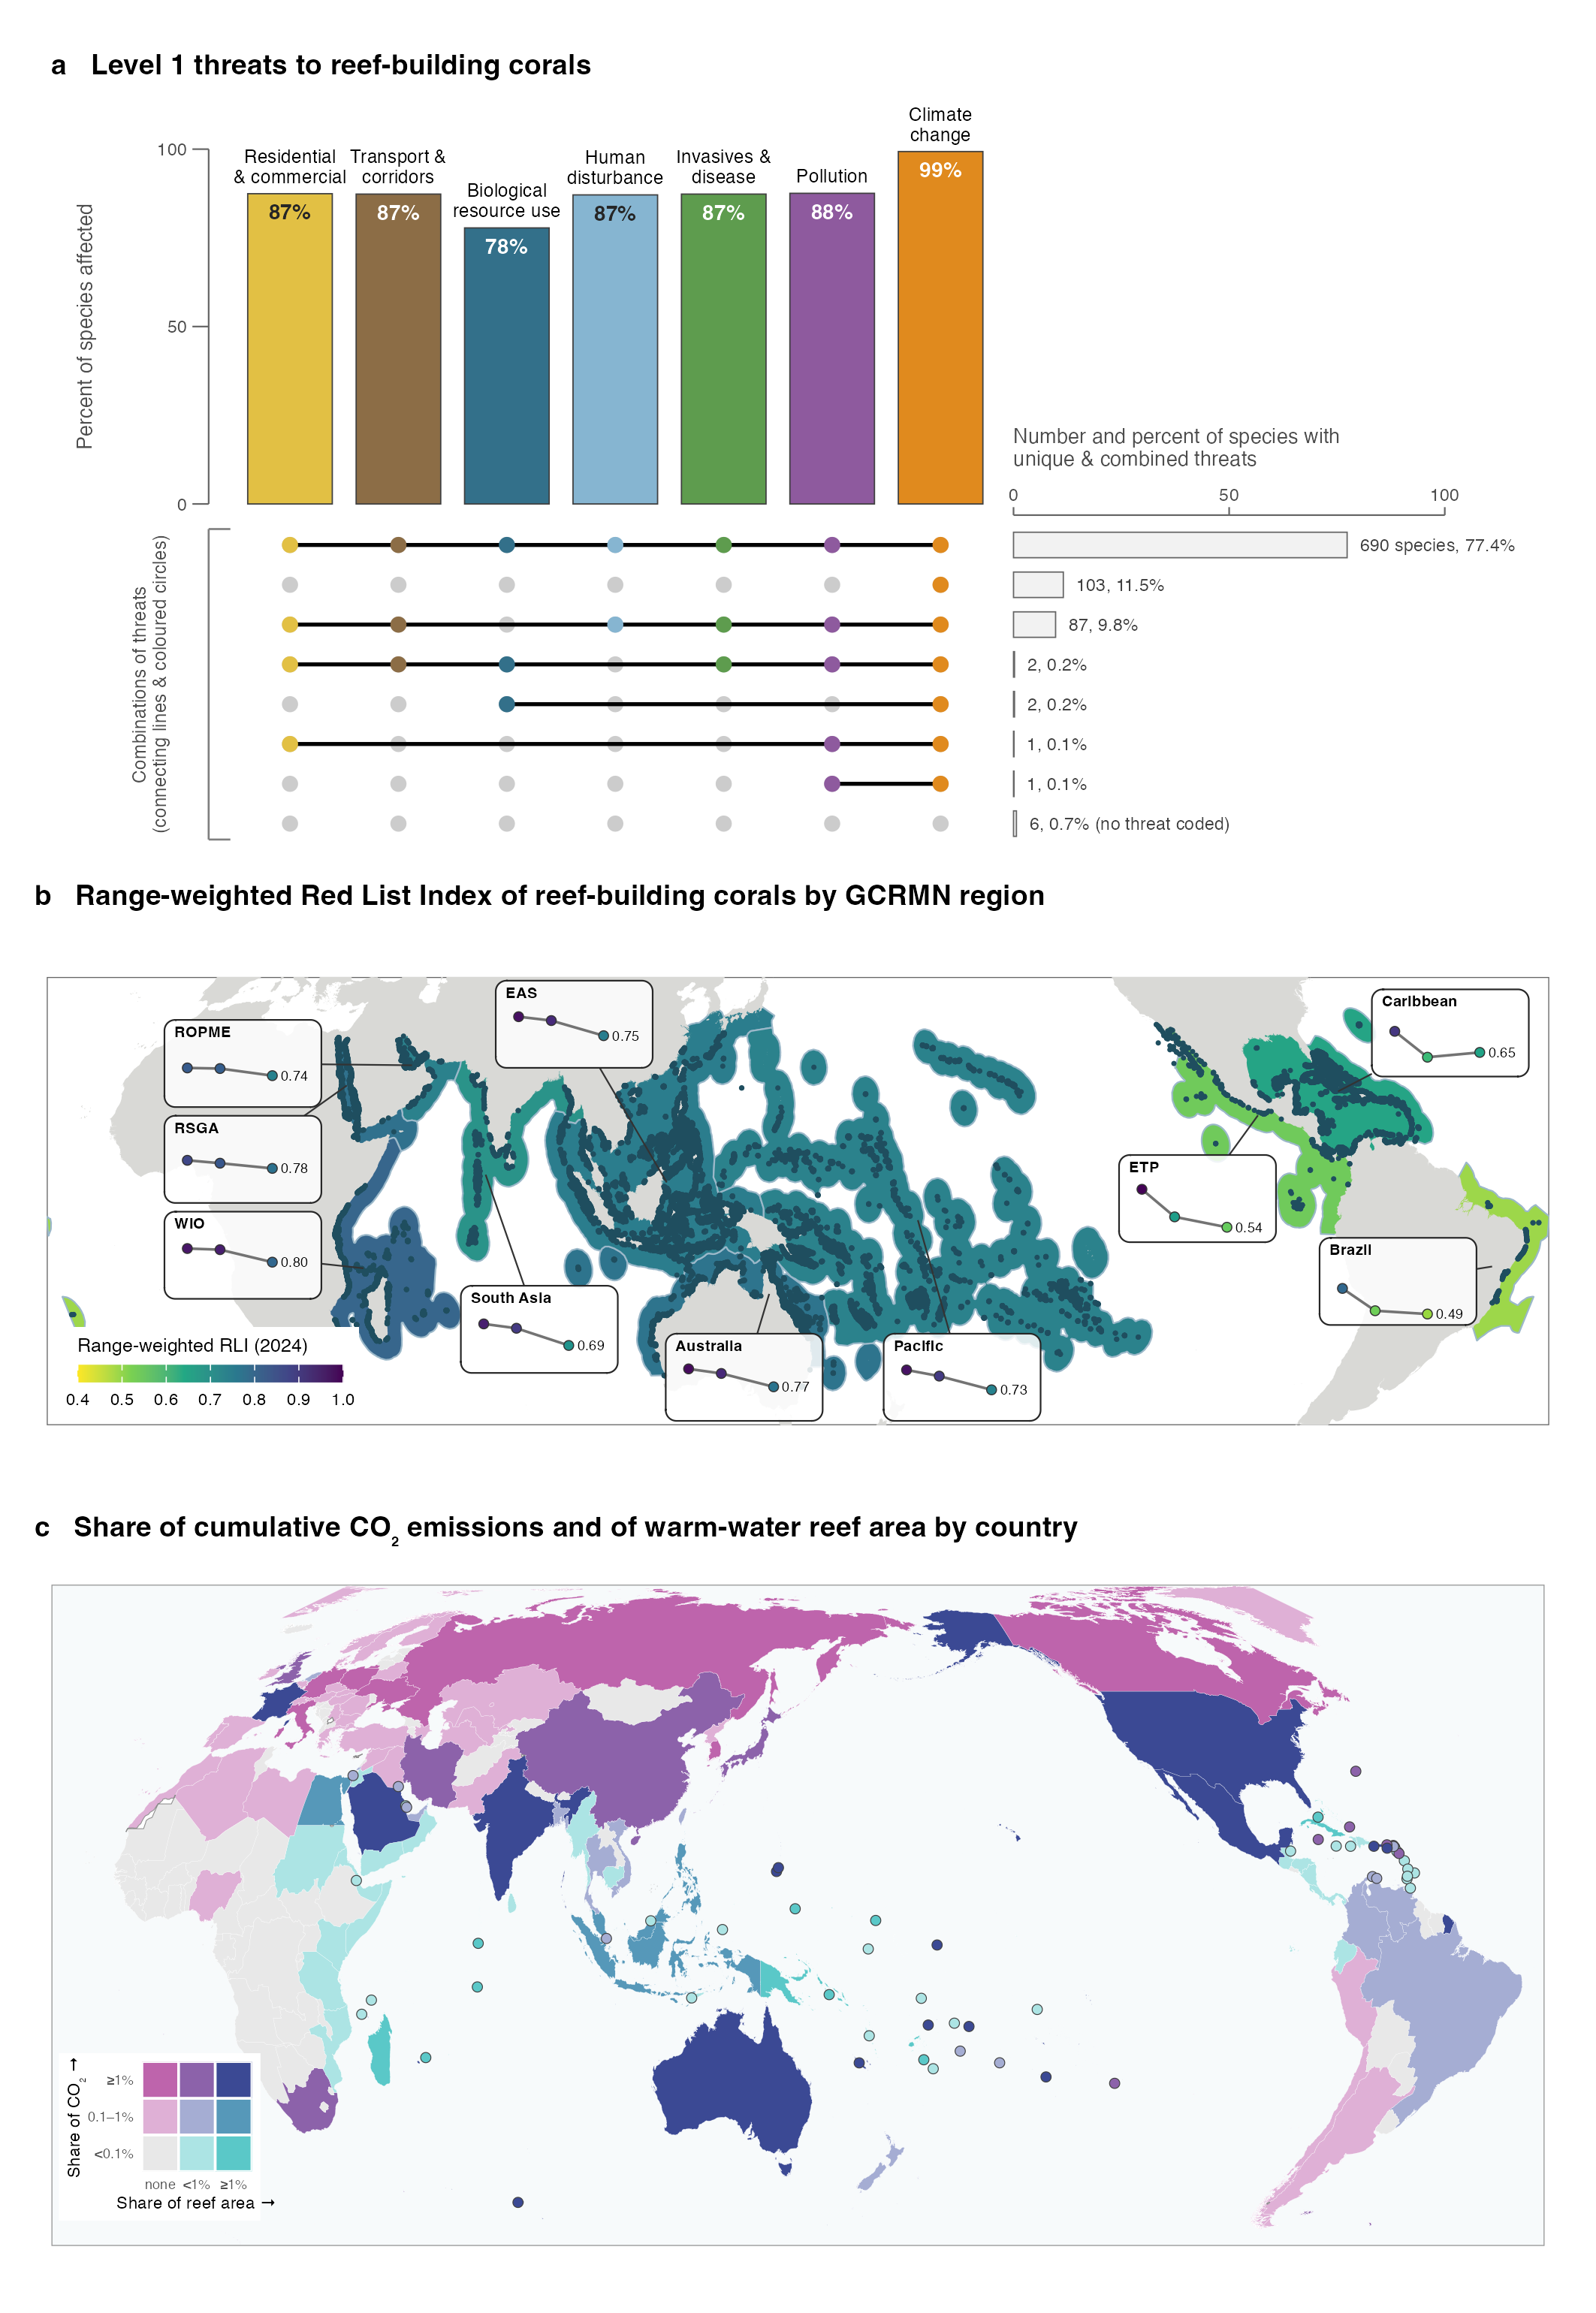 a Level 1 threats to reef-building corals
Climate
change
Residential
& commercial
Transport &
corridors
Biological
resource use
Human
disturbance
Invasives &
disease
Pollution
87%
87%
78%
87%
87%
88%
99%
Percent of species affected
100
50
0
Number and percent of species with
unique & combined threats
0 50 100
Combinations of threats
(connecting lines & coloured circles)
690 species, 77.4%
103, 11.5%
87, 9.8%
2, 0.2%
2, 0.2%
1, 0.1%
1, 0.1%
6, 0.7% (no threat coded)
b Range-weighted Red List Index of reef-building corals by GCRMN region
EAS
0.75
Caribbean
0.65
ROPME
0.74
RSGA
0.78
WIO
0.80
ETP
0.54
Brazil
0.49
South Asia
0.69
Australia
0.77
Pacific
0.73
Range-weighted RLI (2024)
0.4 0.5 0.6 0.7 0.8 0.9 1.0
c Share of cumulative CO2 emissions and of warm-water reef area by country
Share of CO2 →
≥1%
0.1–1%
<0.1%
none <1% ≥1%
Share of reef area →